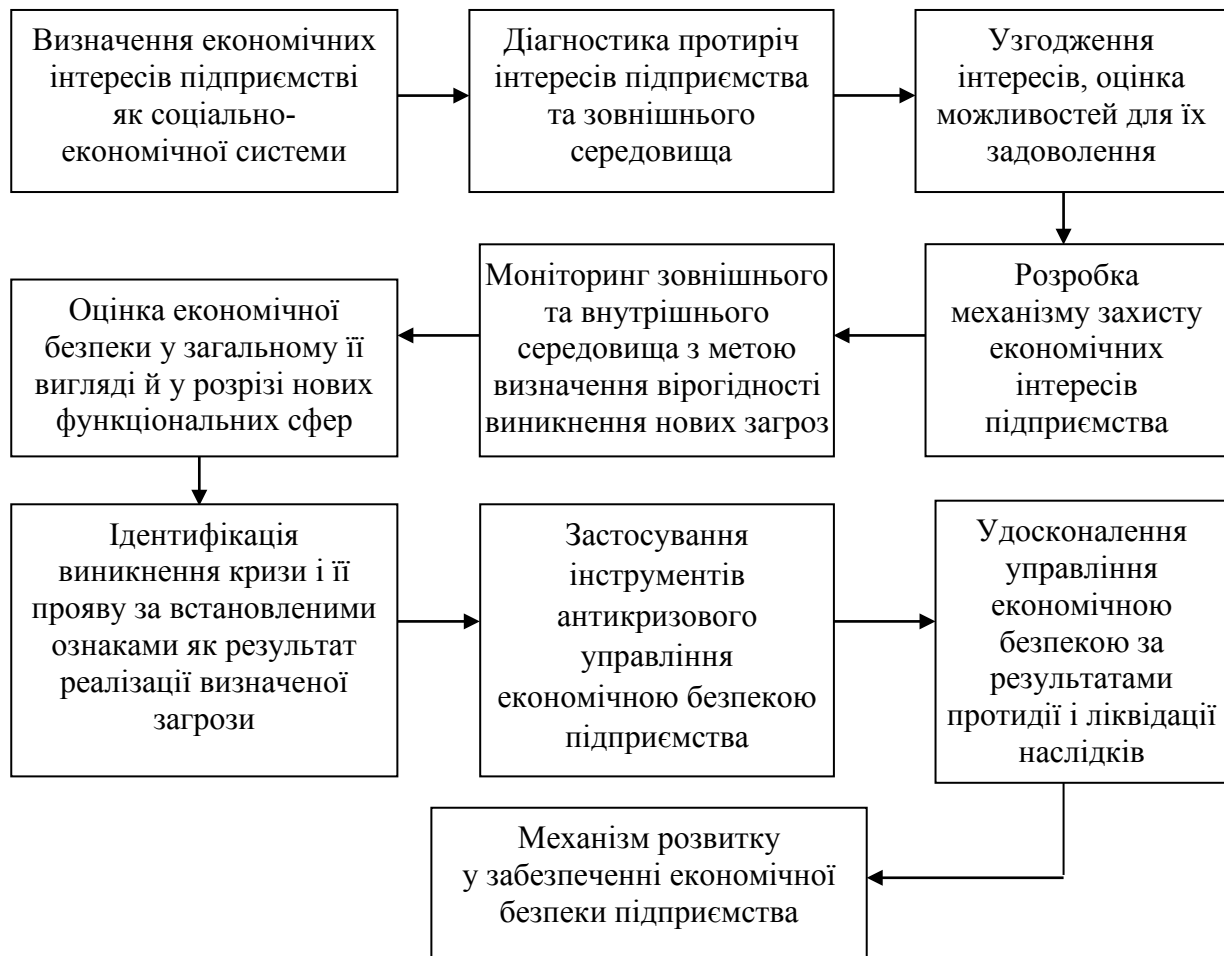 Визначення економічних
інтересів підприємстві
як соціально-
економічної системи
Діагностика протиріч
інтересів підприємства
та зовнішнього
середовища
Узгодження
інтересів, оцінка
можливостей для їх
задоволення
Розробка
механізму захисту
економічних
інтересів
підприємства
Моніторинг зовнішнього
та внутрішнього
середовища з метою
визначення вірогідності
виникнення нових загроз
Оцінка економічної
безпеки у загальному її
вигляді й у розрізі нових
функціональних сфер
Ідентифікація
виникнення кризи і її
прояву за встановленими
ознаками як результат
реалізації визначеної
загрози
Застосування
інструментів
антикризового
управління
економічною безпекою
підприємства
Удосконалення
управління
економічною
безпекою за
результатами
протидії і ліквідації
наслідків
Механізм розвитку
у забезпеченні економічної
безпеки підприємства